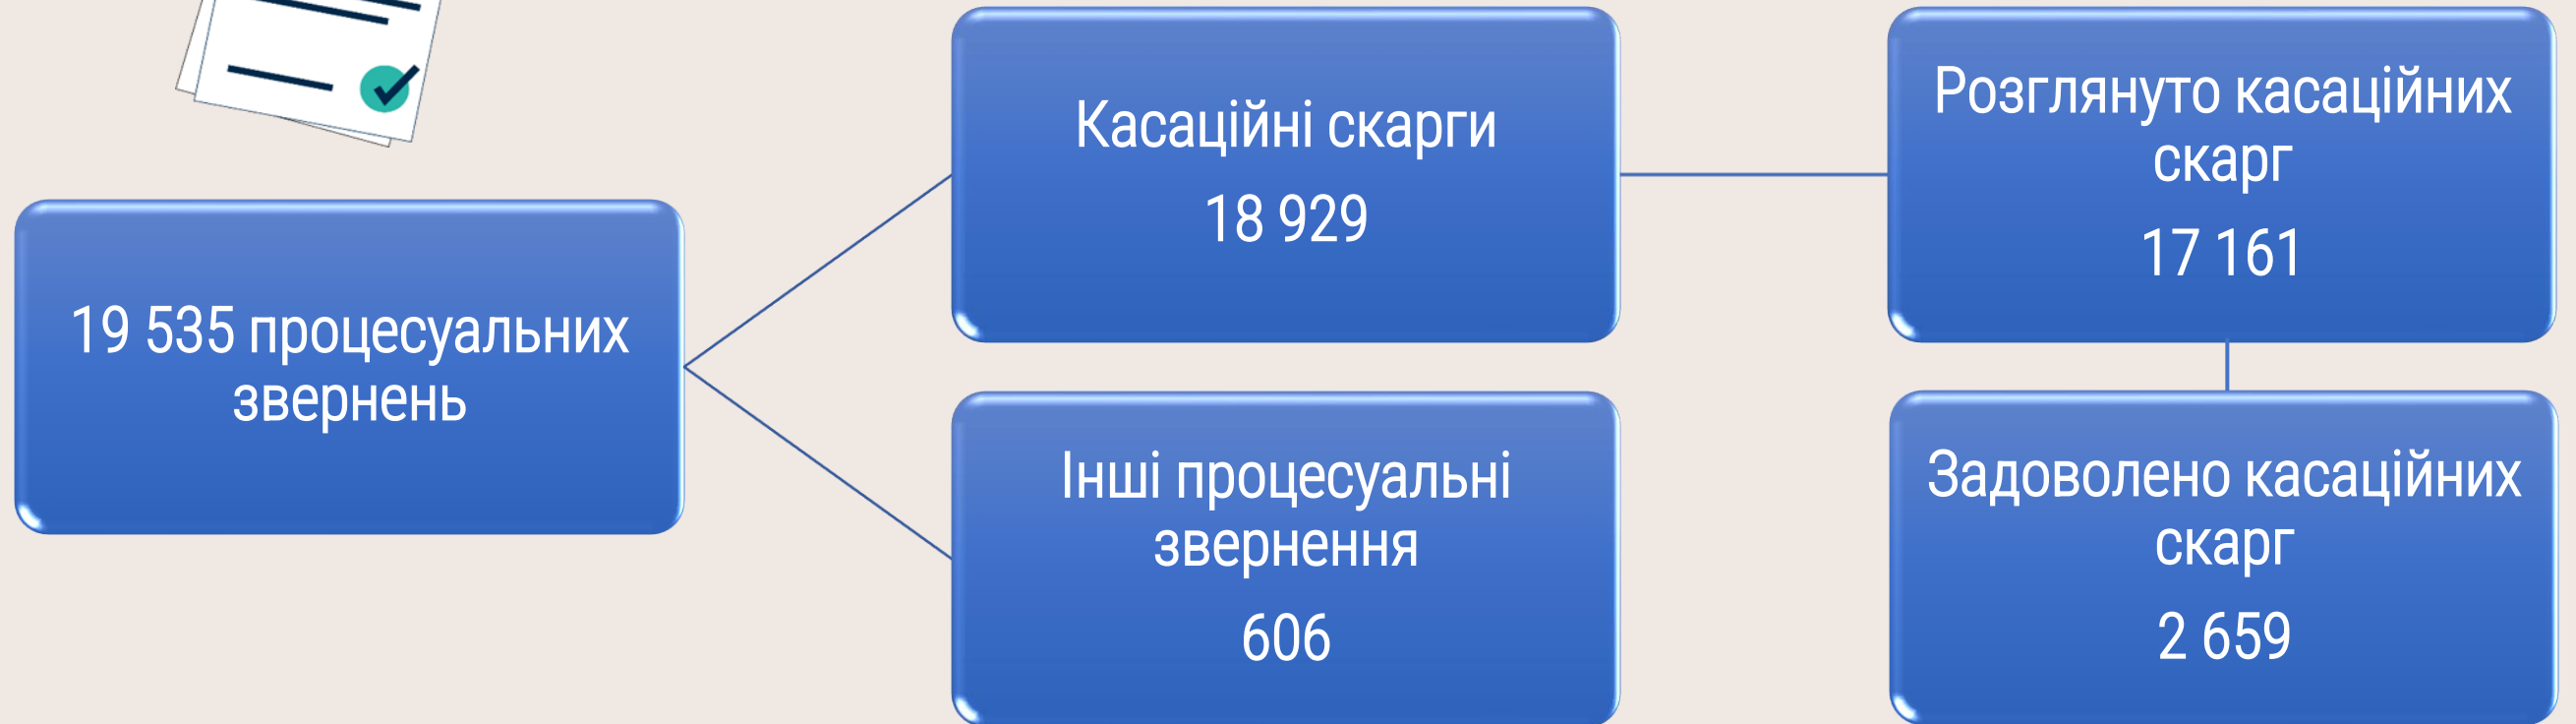 19 535 процесуальних
звернень
Касаційні скарги
18 929
Інші процесуальні
звернення
606
Розглянуто касаційних
скарг
17 161
Задоволено касаційних
скарг
2 659